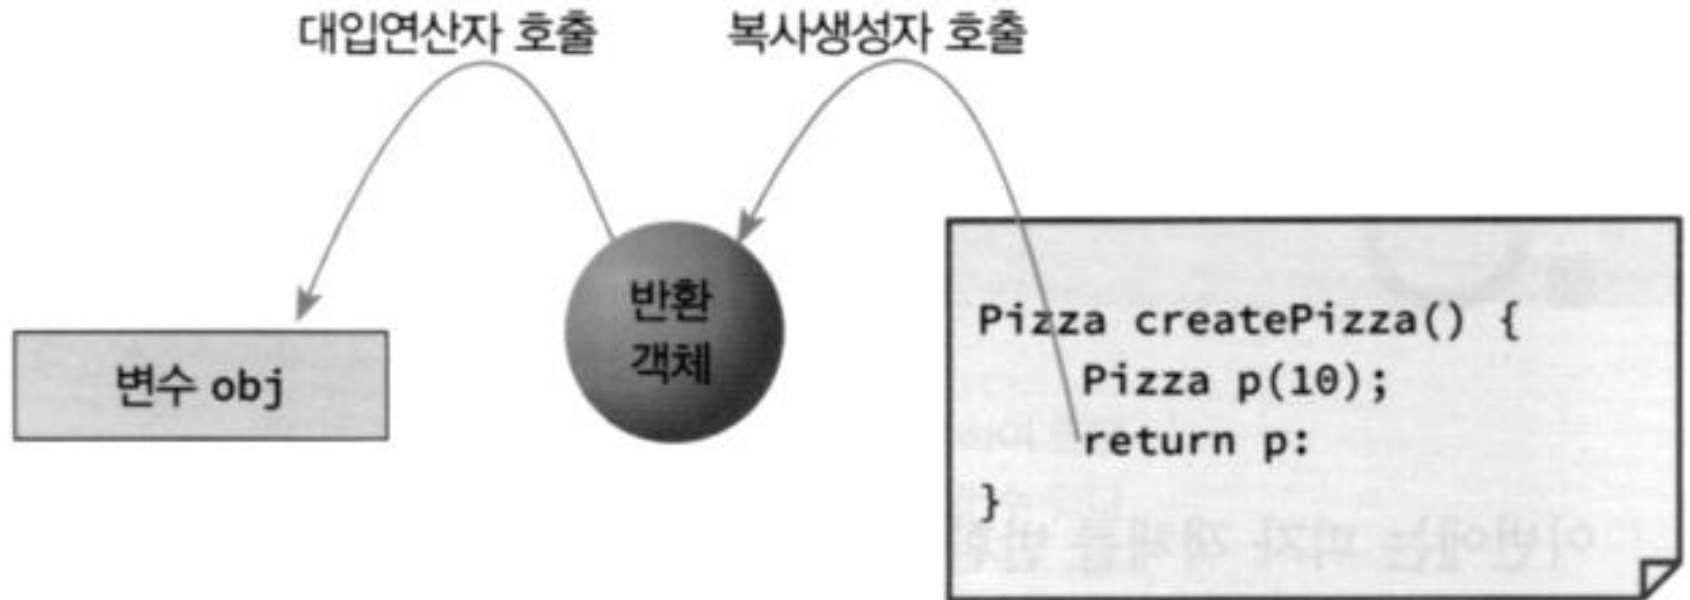 대입연산자 호출
복사생성자 호출
반환
객체
변수 obj
Pizza createPizza() {
Pizza p(10);
return p:
}